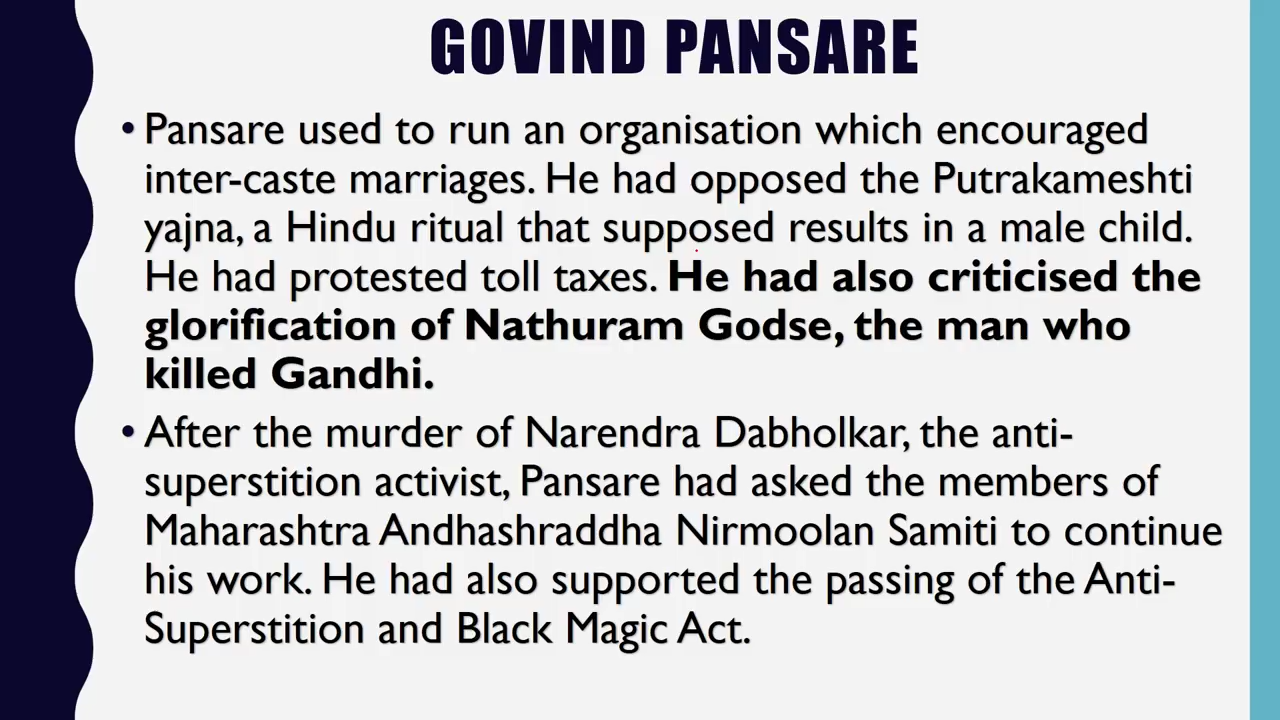 GOVIND PANSARE
• Pansare used to run an organisation which encouraged
inter-caste marriages. He had opposed the Putrakameshti
yajna, a Hindu ritual that supposed results in a male child.
He had protested toll taxes. He had also criticised the
glorification of Nathuram Godse, the man who
killed Gandhi.
• After the murder of Narendra Dabholkar, the anti-
superstition activist, Pansare had asked the members of
Maharashtra Andhashraddha Nirmoolan Samiti to continue
his work. He had also supported the passing of the Anti-
Superstition and Black Magic Act.